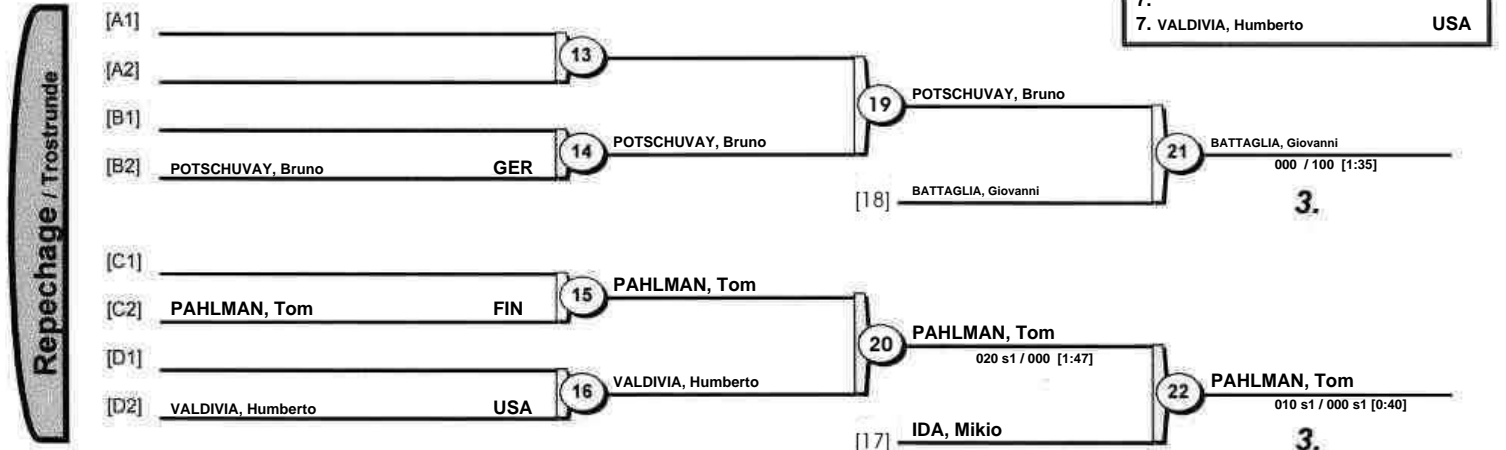 7.
7. VALDIVIA, Humberto USA
Repechage / Trostrunde
[A1]
13
[A2]
19
POTSCHUVAY, Bruno
[B1]
14
POTSCHUVAY, Bruno
21
BATTAGLIA, Giovanni
000 / 100 [1:35]
[B2] POTSCHUVAY, Bruno GER
[18] BATTAGLIA, Giovanni
3.
[C1]
15
PAHLMAN, Tom
[C2] PAHLMAN, Tom FIN
20
PAHLMAN, Tom
020 s1 / 000 [1:47]
[D1]
16
VALDIVIA, Humberto
22
PAHLMAN, Tom
010 s1 / 000 s1 [0:40]
[D2] VALDIVIA, Humberto USA
[17] IDA, Mikio
3.